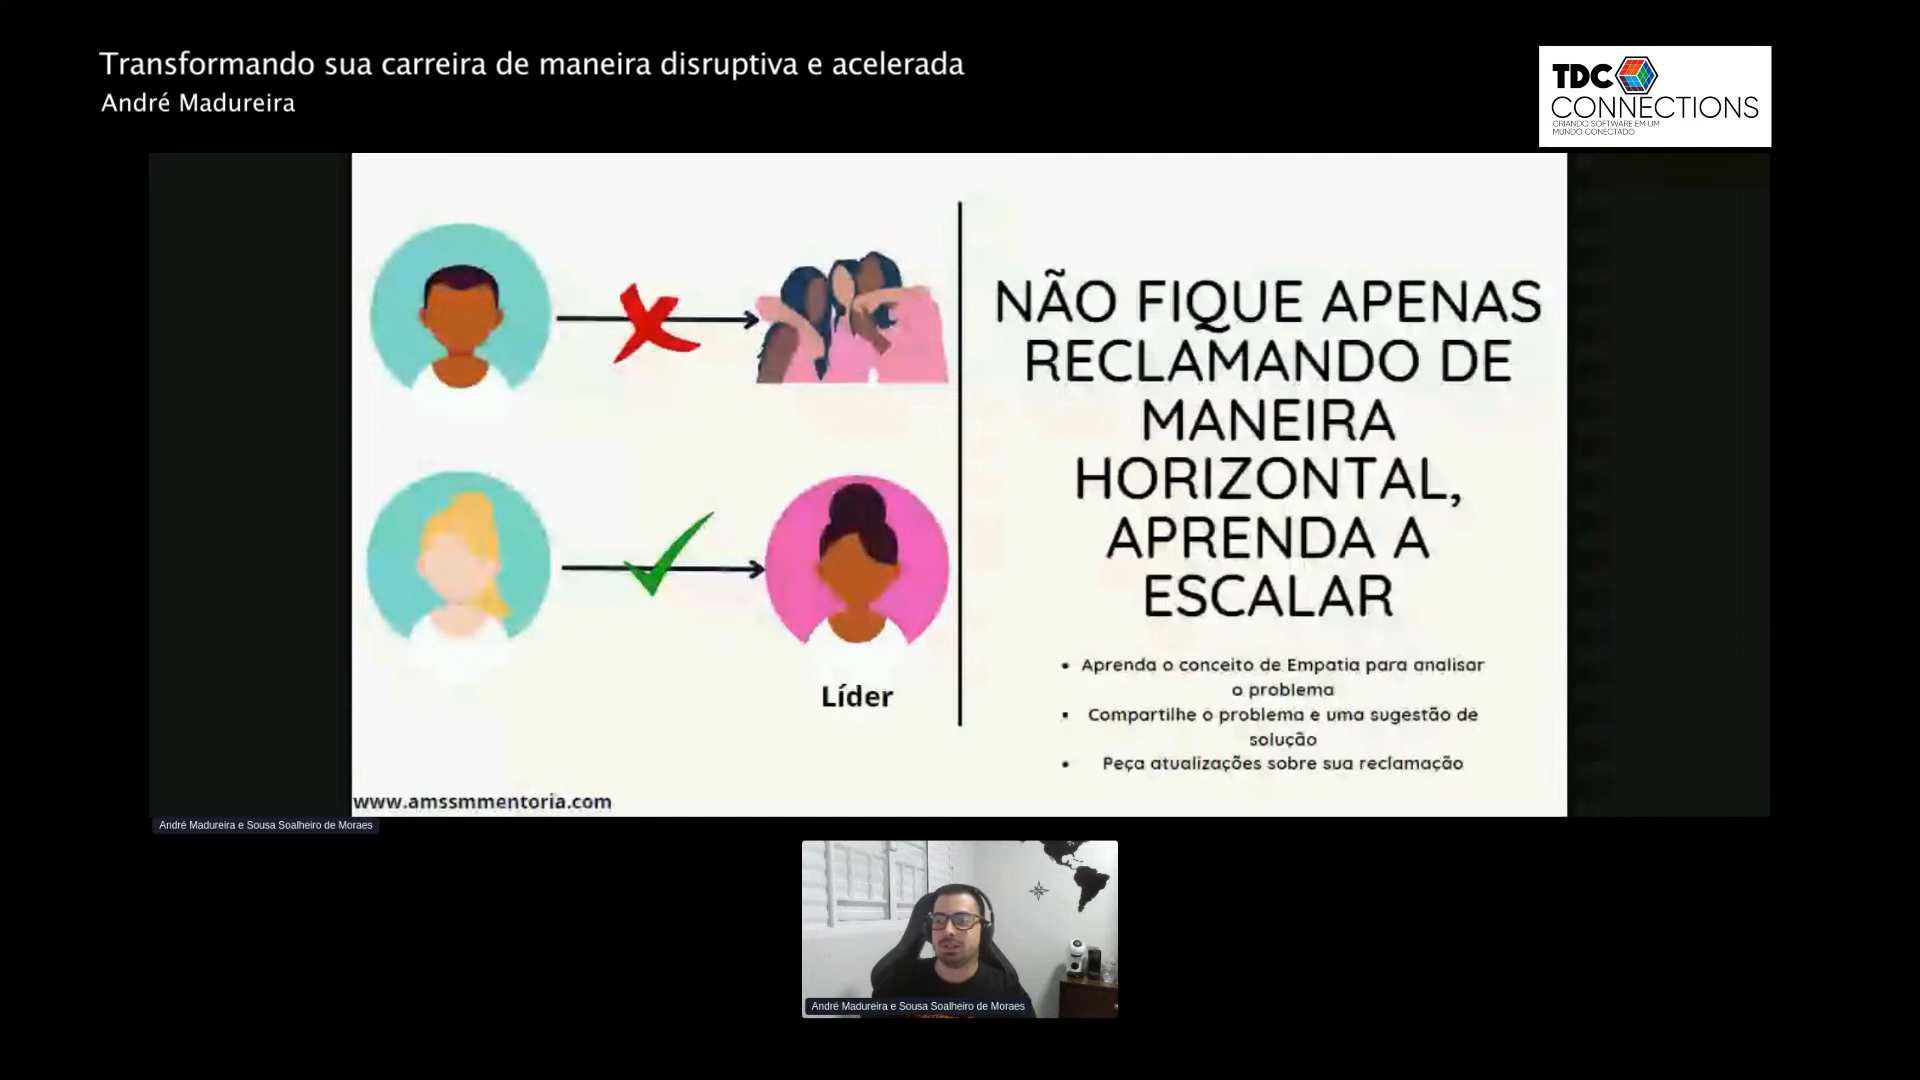 Transformando sua carreira de maneira disruptiva e acelerada
André Madureira
TDC
CONNECTIONS
CRIANDO SOFTWARE EM UM
MUNDO CONECTADO
NÃO FIQUE APENAS
RECLAMANDO DE
MANEIRA
HORIZONTAL,
APRENDA A
ESCALAR
• Aprenda o conceito de Empatia para analisar
o problema
• Compartilhe o problema e uma sugestão de
solução
• Peça atualizações sobre sua reclamação
Líder
www.amssmmentoria.com
André Madureira e Sousa Soalheiro de Moraes
André Madureira e Sousa Soalheiro de Moraes